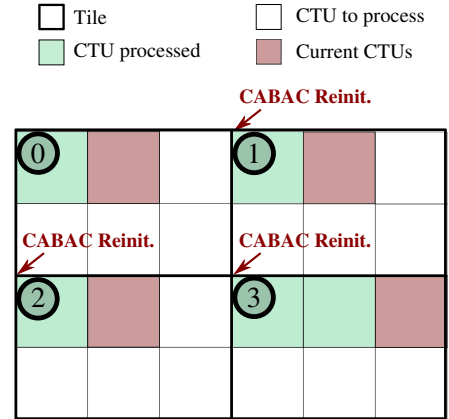 Tile
CTU to process
CTU processed
Current CTUs
CABAC Reinit.
0
1
CABAC Reinit.
CABAC Reinit.
2
3